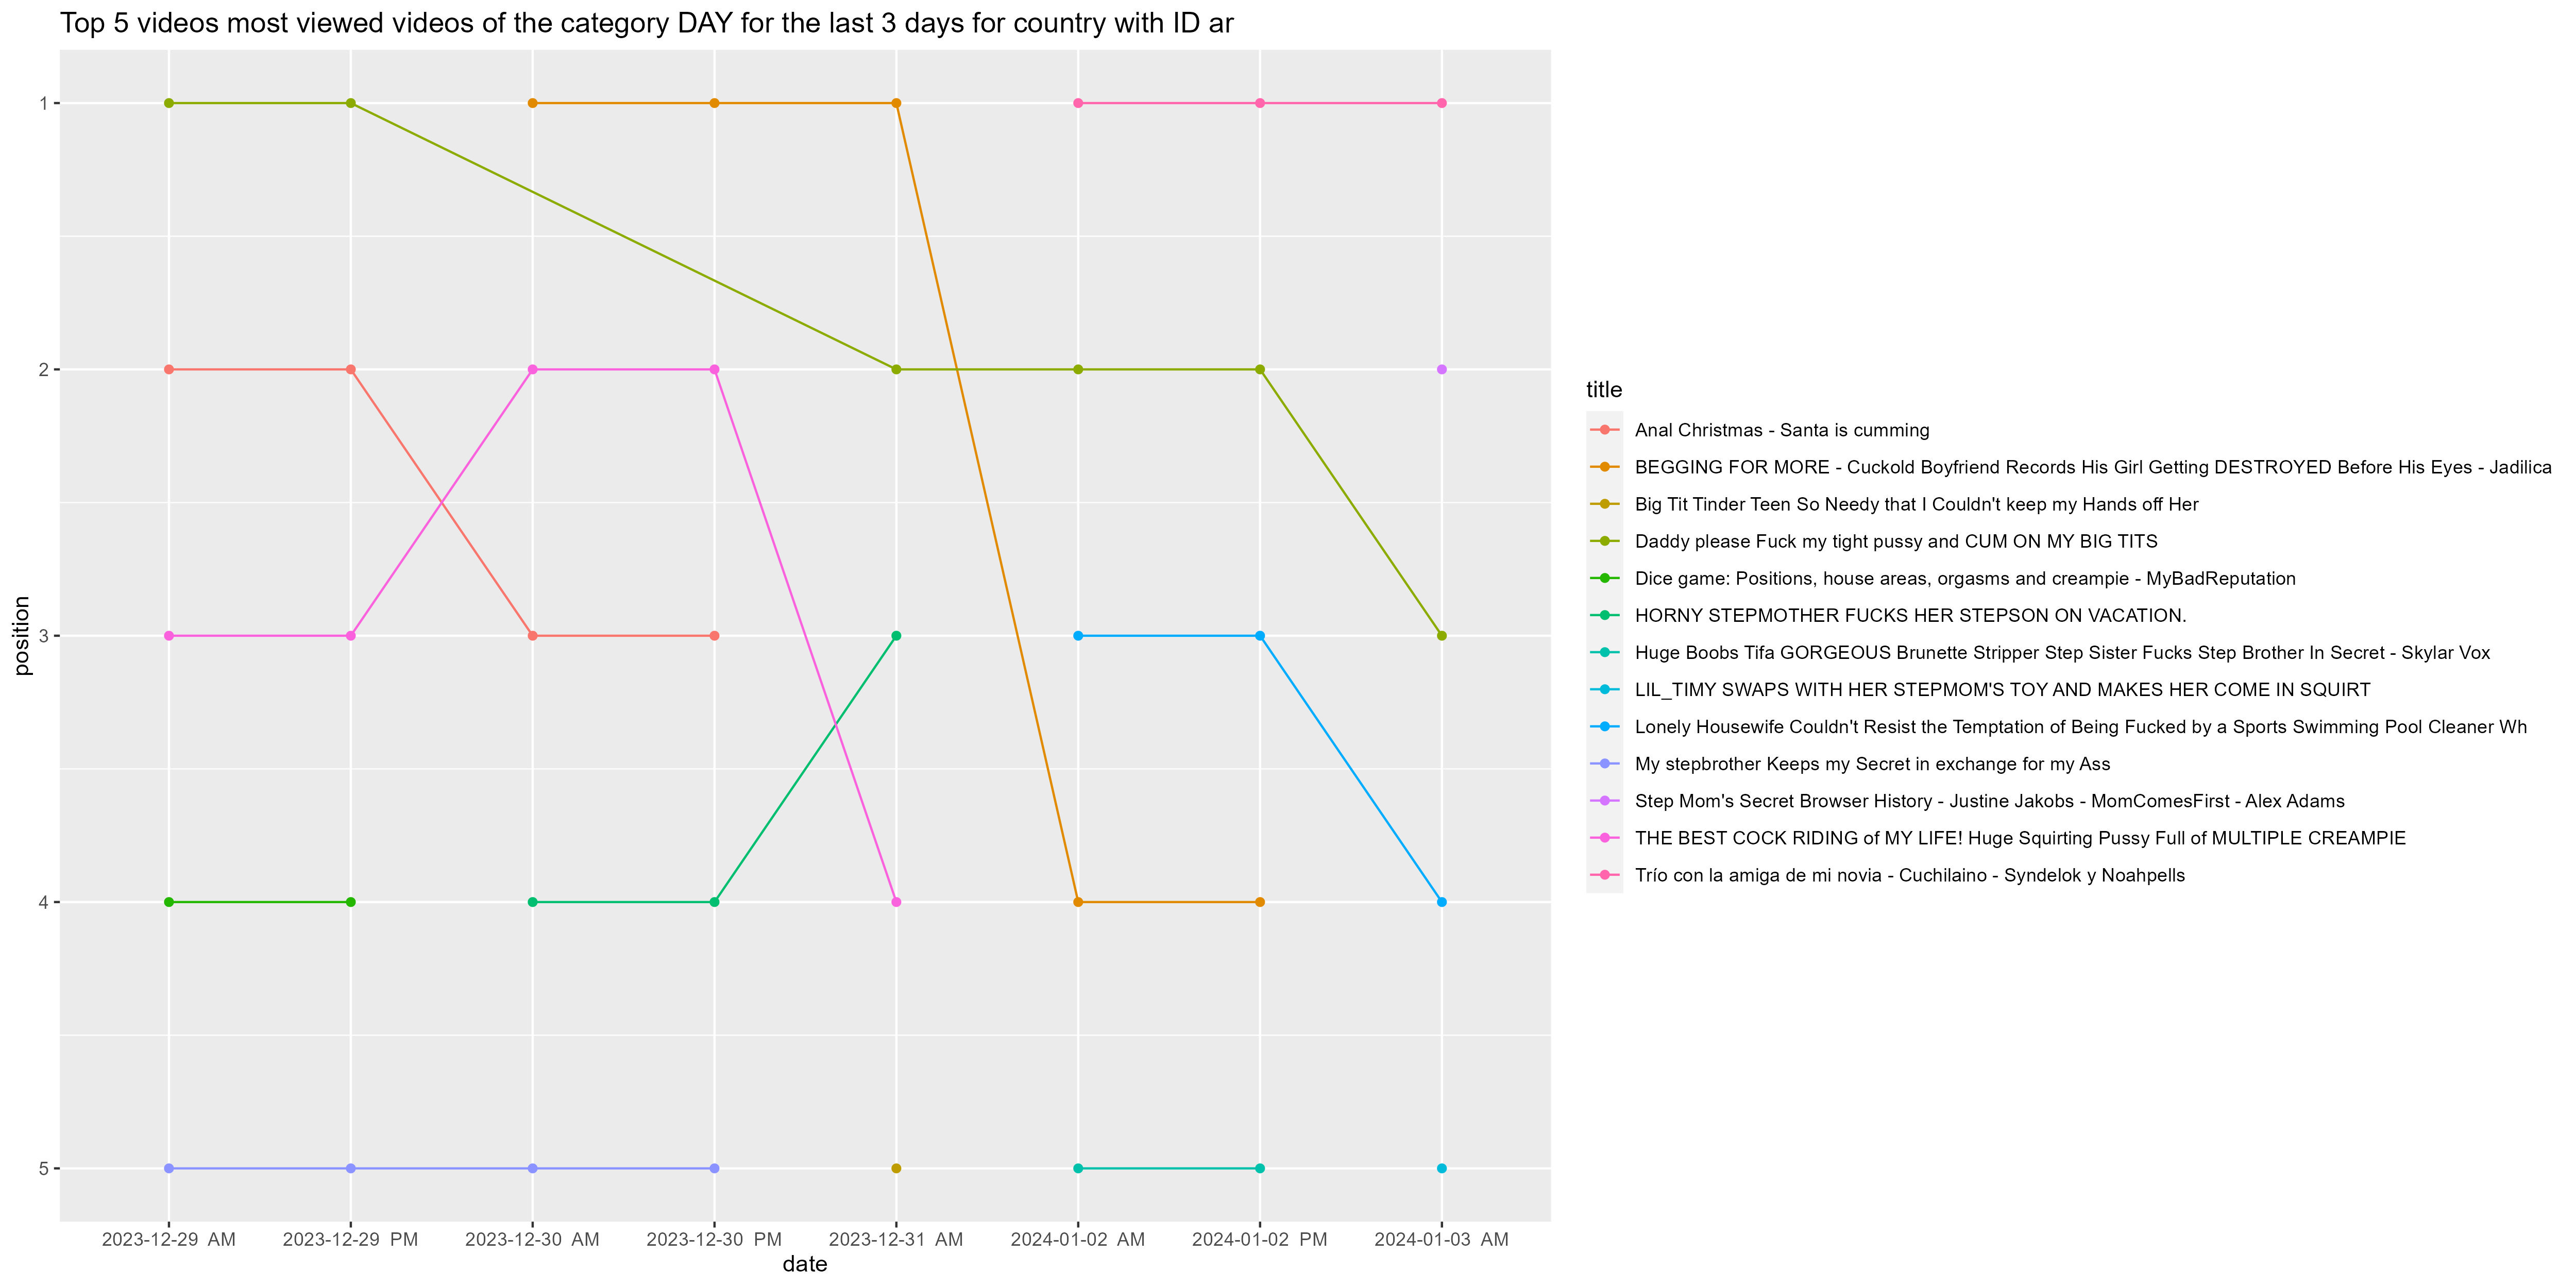 Top 5 videos most viewed videos of the category DAY for the last 3 days for country with ID ar
position
1
2
3
4
5
2023-12-29 AM
2023-12-29 PM
2023-12-30 AM
2023-12-30 PM
2023-12-31 AM
2024-01-02 AM
2024-01-02 PM
2024-01-03 AM
date
title
Anal Christmas - Santa is cumming
BEGGING FOR MORE - Cuckold Boyfriend Records His Girl Getting DESTROYED Before His Eyes - Jadilica
Big Tit Tinder Teen So Needy that I Couldn't keep my Hands off Her
Daddy please Fuck my tight pussy and CUM ON MY BIG TITS
Dice game: Positions, house areas, orgasms and creampie - MyBadReputation
HORNY STEPMOTHER FUCKS HER STEPSON ON VACATION.
Huge Boobs Tifa GORGEOUS Brunette Stripper Step Sister Fucks Step Brother In Secret - Skylar Vox
LIL_TIMY SWAPS WITH HER STEPMOM'S TOY AND MAKES HER COME IN SQUIRT
Lonely Housewife Couldn't Resist the Temptation of Being Fucked by a Sports Swimming Pool Cleaner Wh
My stepbrother Keeps my Secret in exchange for my Ass
Step Mom's Secret Browser History - Justine Jakobs - MomComesFirst - Alex Adams
THE BEST COCK RIDING of MY LIFE! Huge Squirting Pussy Full of MULTIPLE CREAMPIE
Trío con la amiga de mi novia - Cuchilaino - Syndelok y Noahpells